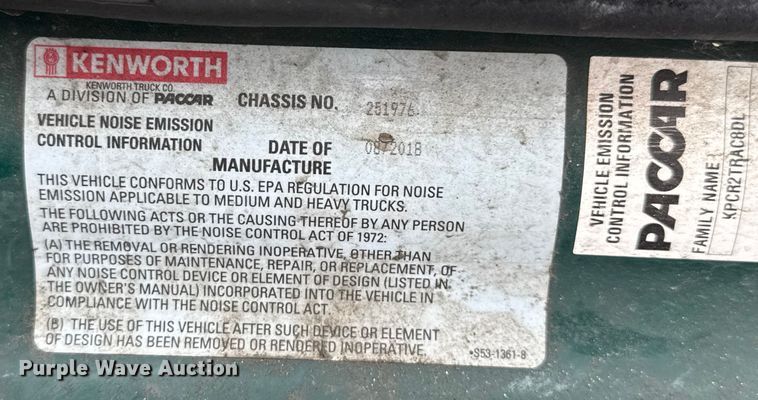 KENWORTH
KENWORTH TRUCK CO.
A DIVISION OF PACCAR
CHASSIS NO. 251976
VEHICLE NOISE EMISSION
CONTROL INFORMATION
DATE OF
MANUFACTURE
08/2018
THIS VEHICLE CONFORMS TO U.S. EPA REGULATION FOR NOISE
EMISSION APPLICABLE TO MEDIUM AND HEAVY TRUCKS.
THE FOLLOWING ACTS OR THE CAUSING THEREOF BY ANY PERSON
ARE PROHIBITED BY THE NOISE CONTROL ACT OF 1972:
(A) THE REMOVAL OR RENDERING INOPERATIVE, OTHER THAN
FOR PURPOSES OF MAINTENANCE, REPAIR, OR REPLACEMENT, OF
ANY NOISE CONTROL DEVICE OR ELEMENT OF DESIGN (LISTED IN
THE OWNER'S MANUAL) INCORPORATED INTO THE VEHICLE IN
COMPLIANCE WITH THE NOISE CONTROL ACT.
(B) THE USE OF THIS VEHICLE AFTER SUCH DEVICE OR ELEMENT
OF DESIGN HAS BEEN REMOVED OR RENDERED INOPERATIVE.
•S53-1361-8
VEHICLE EMISSION
CONTROL INFORMATION
PACCAR
FAMILY NAME:
XPCR2TRAC8DL
Purple Wave Auction